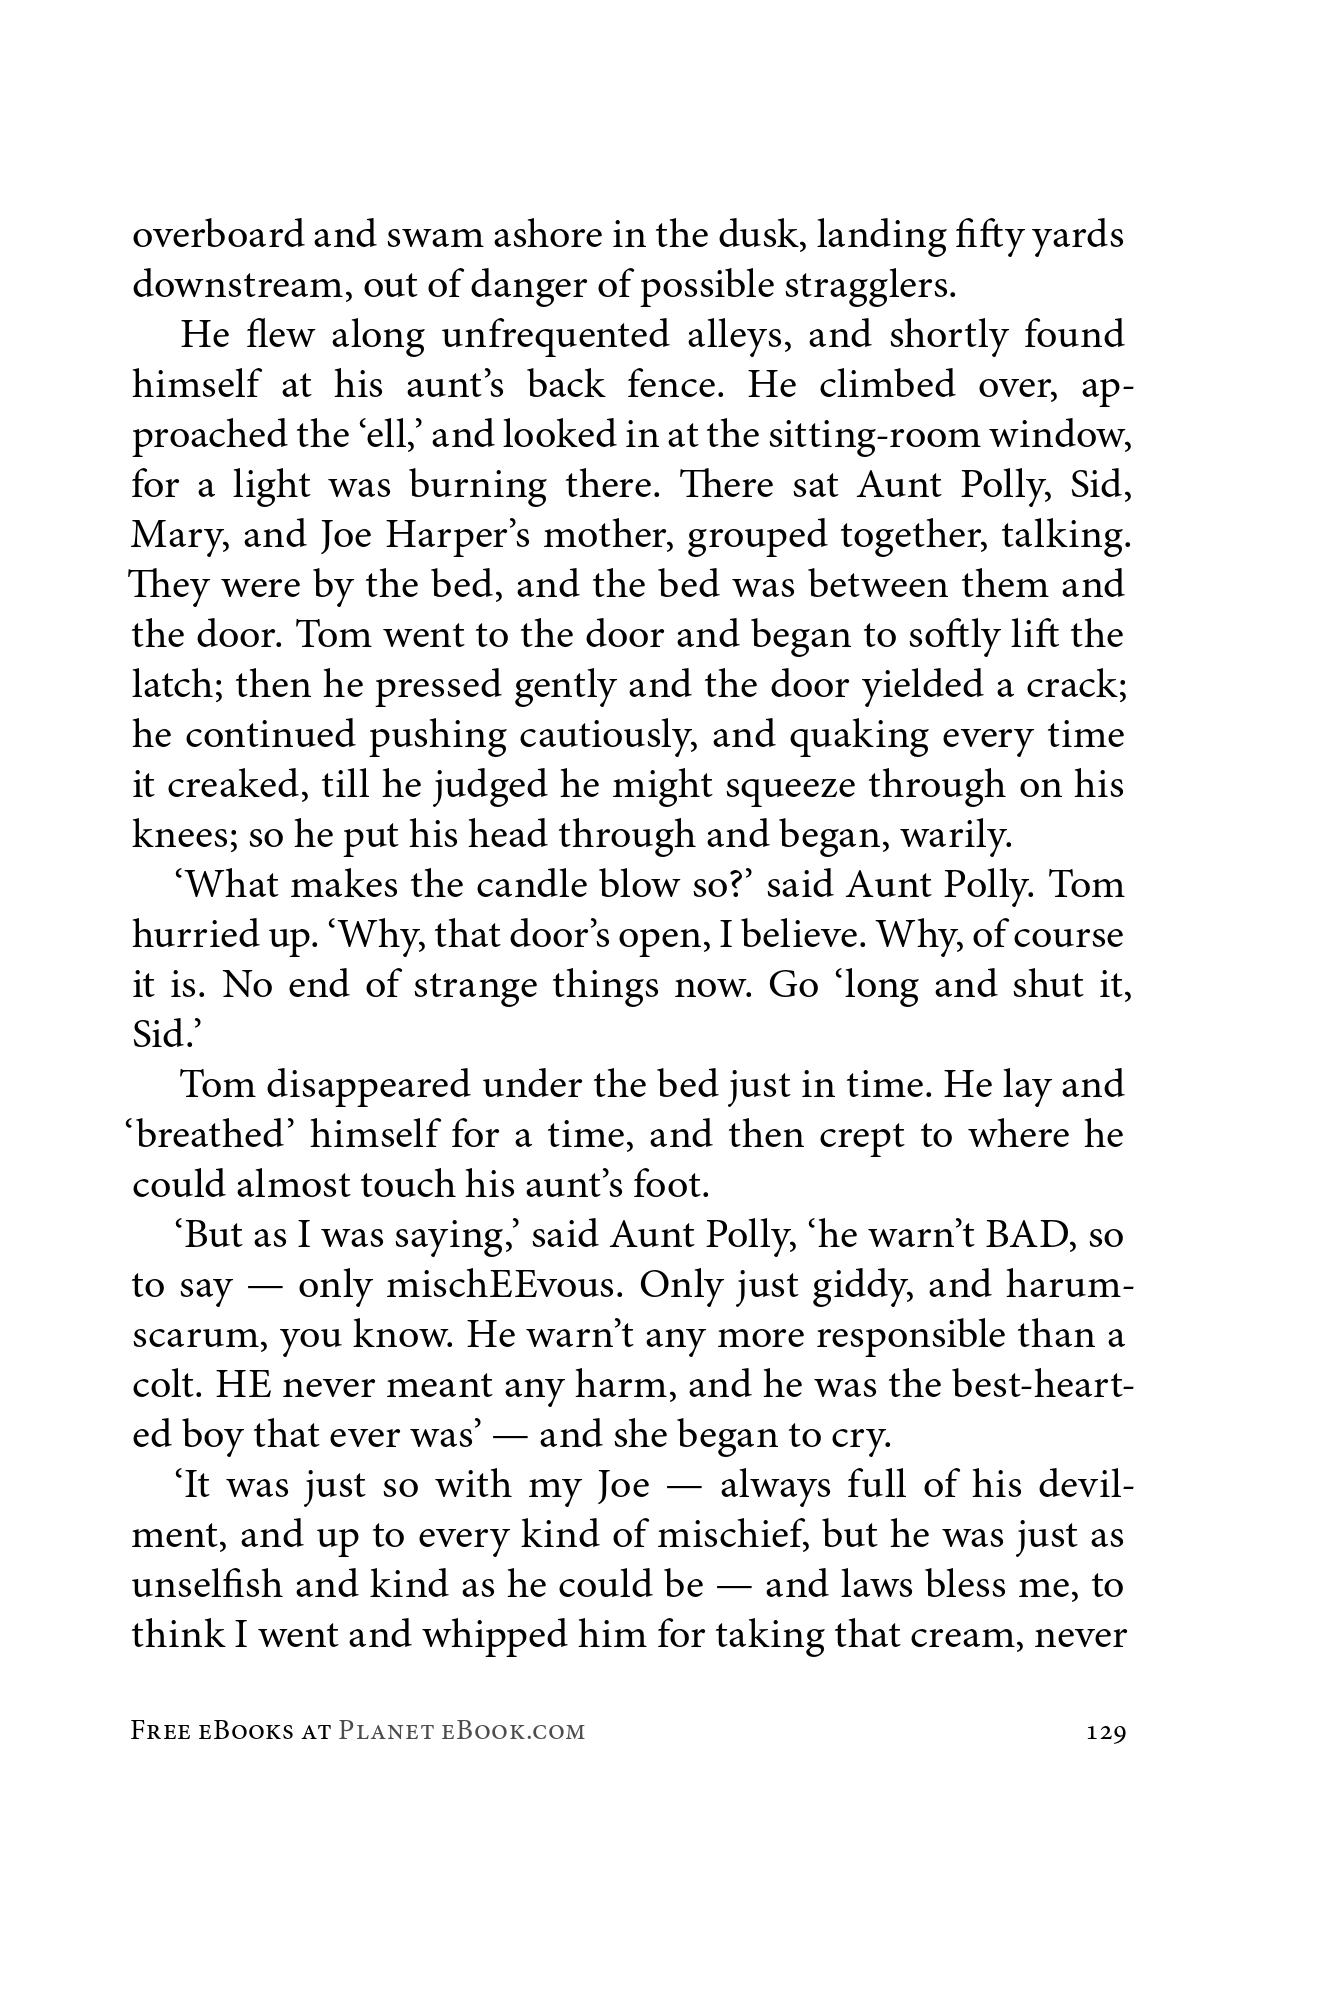 overboard and swam ashore in the dusk, landing fifty yards
downstream, out of danger of possible stragglers.
He flew along unfrequented alleys, and shortly found
himself at his aunt’s back fence. He climbed over, ap-
proached the ‘ell,’ and looked in at the sitting-room window,
for a light was burning there. There sat Aunt Polly, Sid,
Mary, and Joe Harper’s mother, grouped together, talking.
They were by the bed, and the bed was between them and
the door. Tom went to the door and began to softly lift the
latch; then he pressed gently and the door yielded a crack;
he continued pushing cautiously, and quaking every time
it creaked, till he judged he might squeeze through on his
knees; so he put his head through and began, warily.
‘What makes the candle blow so?’ said Aunt Polly. Tom
hurried up. ‘Why, that door’s open, I believe. Why, of course
it is. No end of strange things now. Go ‘long and shut it,
Sid.’
Tom disappeared under the bed just in time. He lay and
‘breathed’ himself for a time, and then crept to where he
could almost touch his aunt’s foot.
‘But as I was saying,’ said Aunt Polly, ‘he warn’t BAD, so
to say — only mischEEvous. Only just giddy, and harum-
scarum, you know. He warn’t any more responsible than a
colt. HE never meant any harm, and he was the best-heart-
ed boy that ever was’ — and she began to cry.
‘It was just so with my Joe — always full of his devil-
ment, and up to every kind of mischief, but he was just as
unselfish and kind as he could be — and laws bless me, to
think I went and whipped him for taking that cream, never
Free eBooks at Planet eBook.com 129